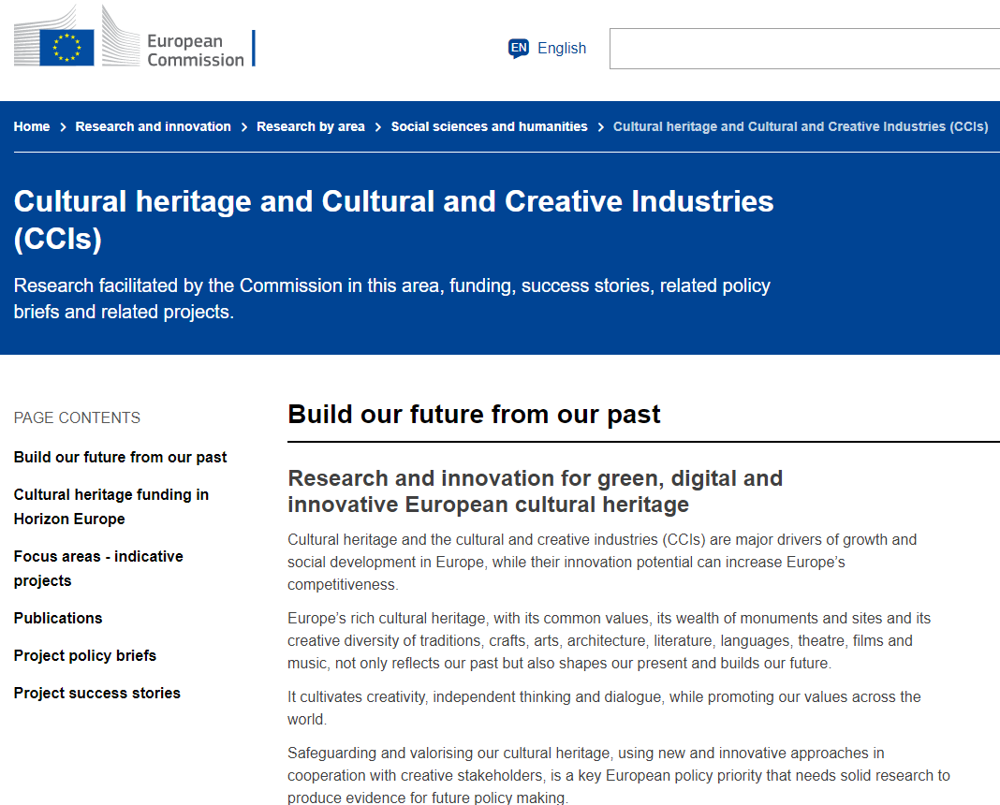 European
Commission
EN English
Home > Research and innovation > Research by area > Social sciences and humanities > Cultural heritage and Cultural and Creative Industries (CCIs)
Cultural heritage and Cultural and Creative Industries
(CCIs)
Research facilitated by the Commission in this area, funding, success stories, related policy
briefs and related projects.
PAGE CONTENTS
Build our future from our past
Cultural heritage funding in
Horizon Europe
Focus areas - indicative
projects
Publications
Project policy briefs
Project success stories
Build our future from our past
Research and innovation for green, digital and
innovative European cultural heritage
Cultural heritage and the cultural and creative industries (CCIs) are major drivers of growth and
social development in Europe, while their innovation potential can increase Europe’s
competitiveness.
Europe’s rich cultural heritage, with its common values, its wealth of monuments and sites and its
creative diversity of traditions, crafts, arts, architecture, literature, languages, theatre, films and
music, not only reflects our past but also shapes our present and builds our future.
It cultivates creativity, independent thinking and dialogue, while promoting our values across the
world.
Safeguarding and valorising our cultural heritage, using new and innovative approaches in
cooperation with creative stakeholders, is a key European policy priority that needs solid research to
produce evidence for future policy making.